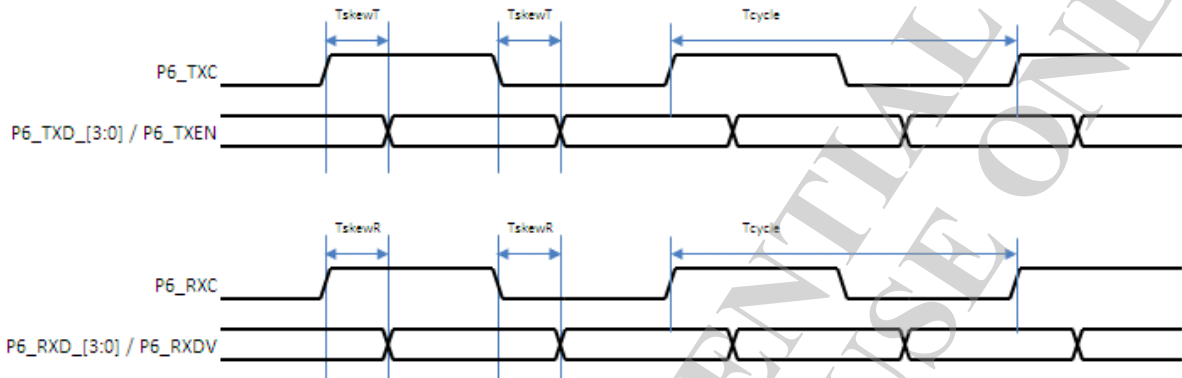 TskewT TskewT Tcycle
P6_TXC
P6_TXD_[3:0] / P6_TXEN
TskewR TskewR Tcycle
P6_RXC
P6_RXD_[3:0] / P6_RXDV